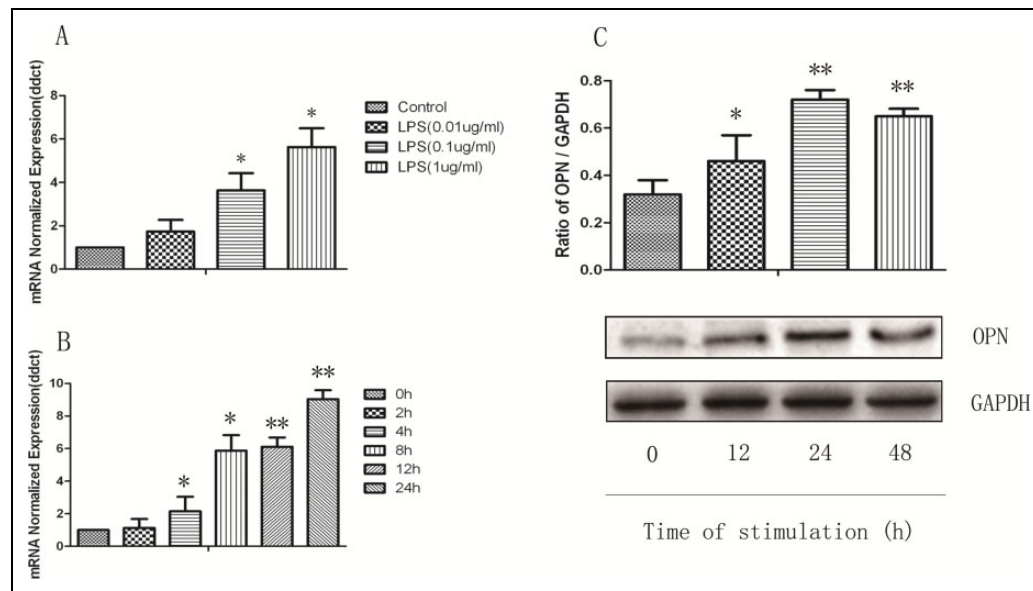 A
mRNA Normalized Expression(ddct)
8
6
4
2
0
*
*
Control
LPS(0.01ug/ml)
LPS(0.1ug/ml)
LPS(1ug/ml)
B
mRNA Normalized Expression(ddct)
10
8
6
4
2
0
*
*
**
**
0h
2h
4h
8h
12h
24h
C
Ratio of OPN / GAPDH
0.8
0.6
0.4
0.2
0.0
*
**
**
OPN
GAPDH
0 12 24 48
Time of stimulation (h)